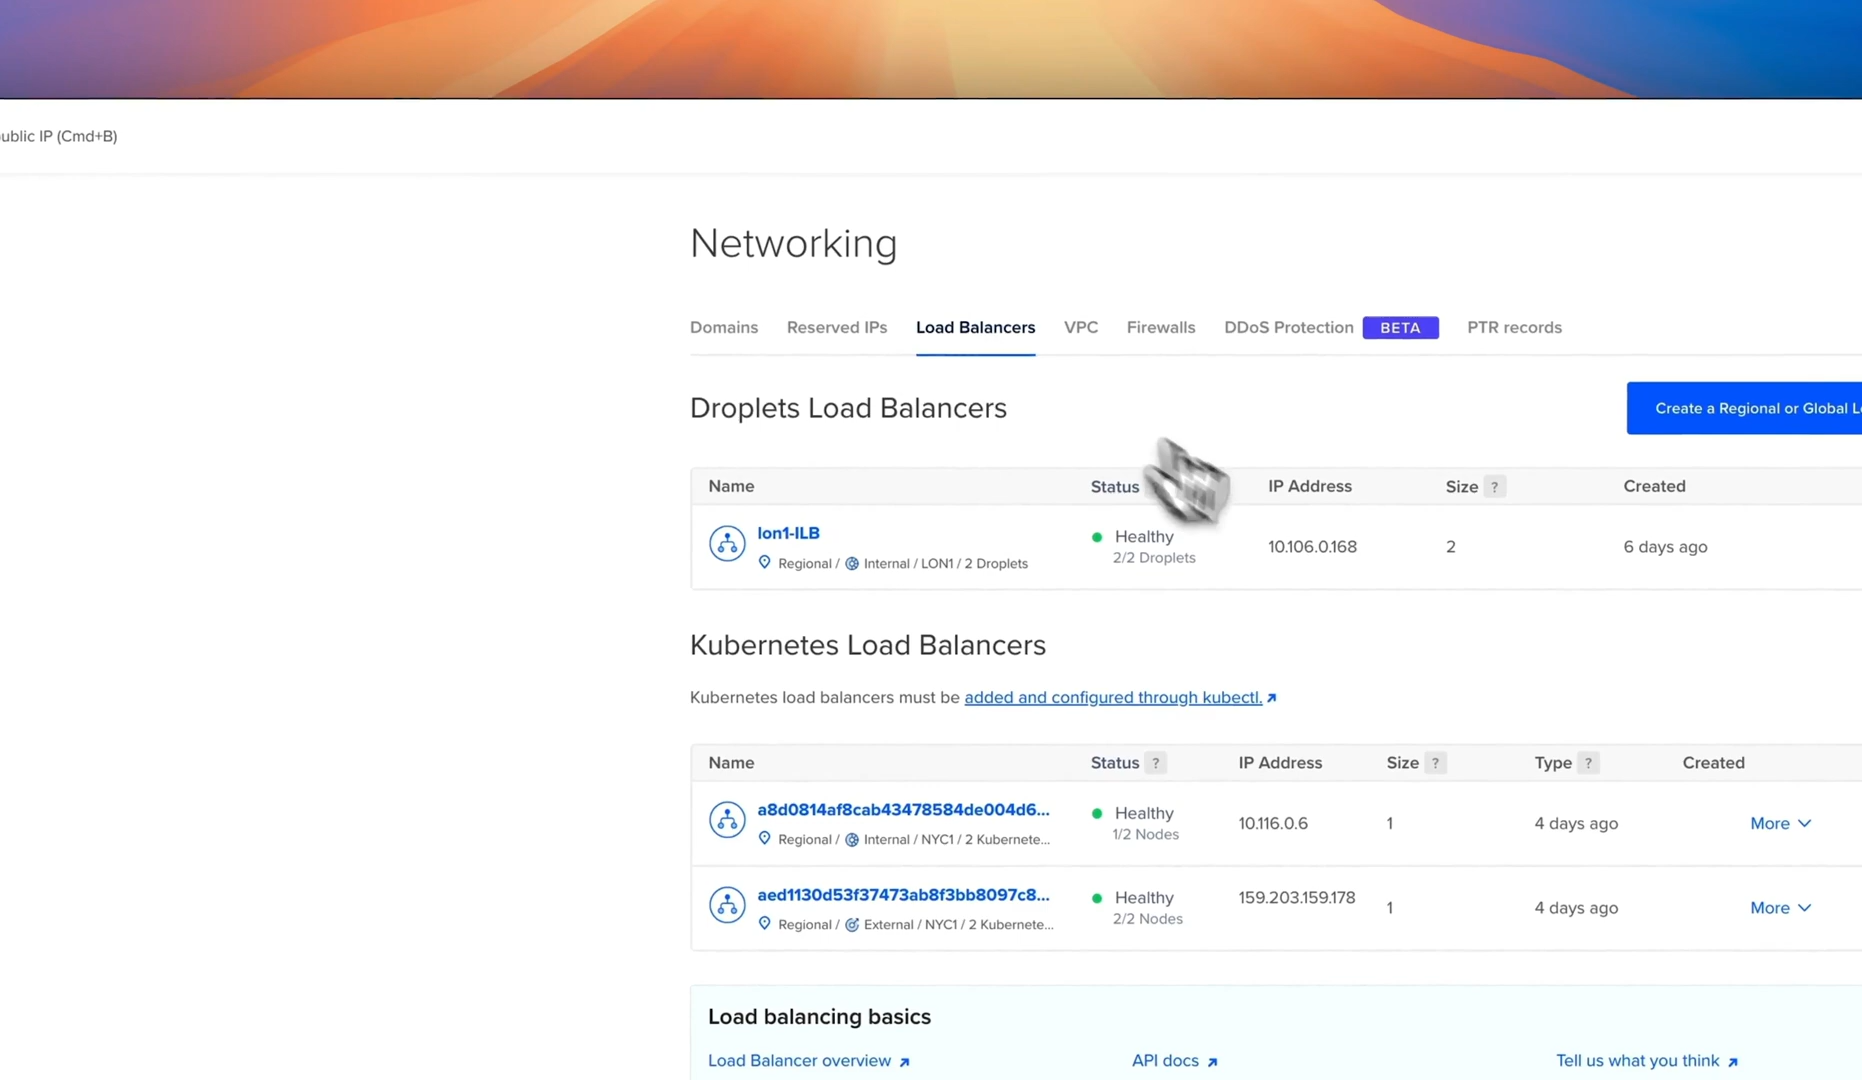 ublic IP (Cmd+B)
Networking
Domains Reserved IPs Load Balancers VPC Firewalls DDoS Protection BETA PTR records
Droplets Load Balancers
Create a Regional or Global L
Name Status IP Address Size ? Created
lon1-ILB
Regional / Internal / LON1 / 2 Droplets
Healthy
2/2 Droplets
10.106.0.168
2
6 days ago
Kubernetes Load Balancers
Kubernetes load balancers must be added and configured through kubectl.
Name Status ? IP Address Size ? Type ? Created
a8d0814af8cab43478584de004d6...
Regional / Internal / NYC1 / 2 Kubernete...
Healthy
1/2 Nodes
10.116.0.6
1
4 days ago
More
aed1130d53f37473ab8f3bb8097c8...
Regional / External / NYC1 / 2 Kubernete...
Healthy
2/2 Nodes
159.203.159.178
1
4 days ago
More
Load balancing basics
Load Balancer overview API docs Tell us what you think